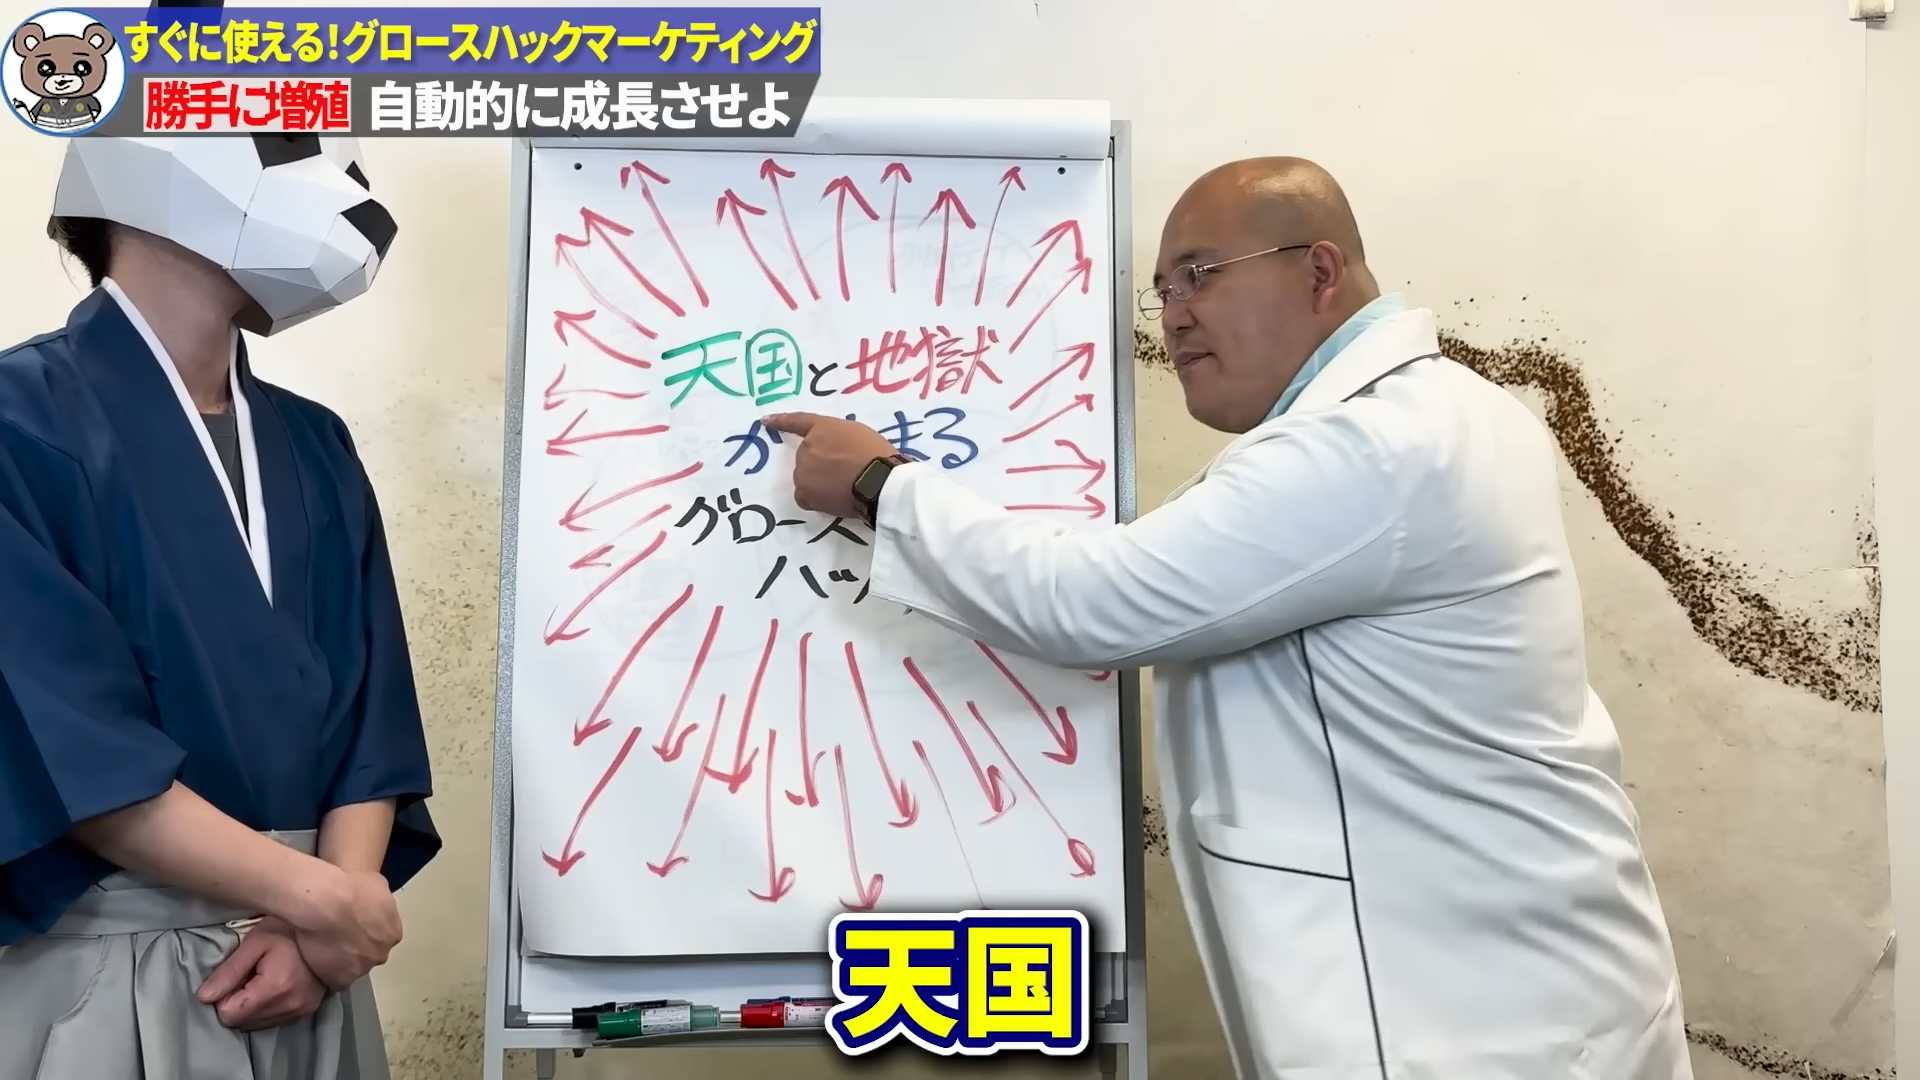 すぐに使える！グロースハックマーケティング
勝手に増殖 自動的に成長させよ
天国と地獄
が まる
グロース
ハッ
天国